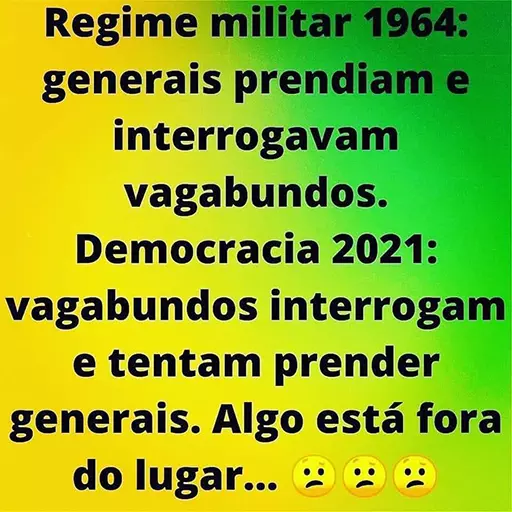 Regime militar 1964:
generais prendiam e
interrogavam
vagabundos.
Democracia 2021:
vagabundos interrogam
e tentam prender
generais. Algo está fora
do lugar... 😕😕😕